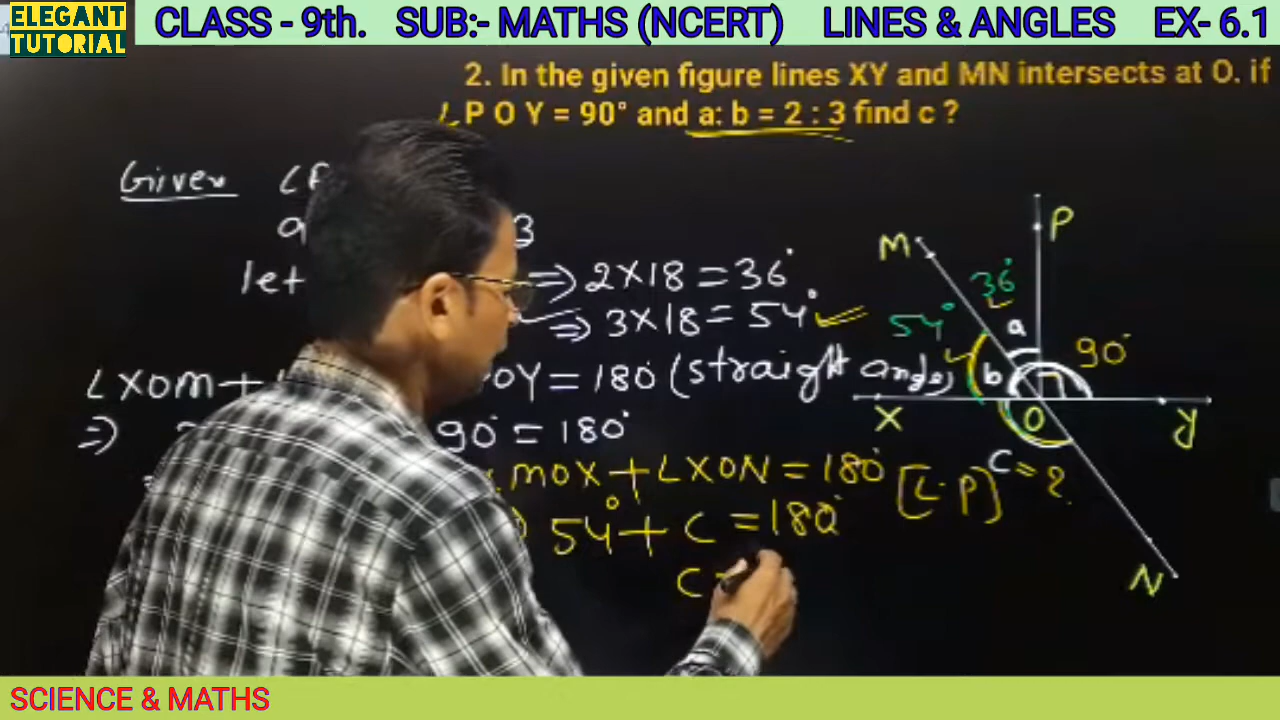 ELEGANT
TUTORIAL
CLASS - 9th. SUB:- MATHS (NCERT) LINES & ANGLES EX- 6.1
2. In the given figure lines XY and MN intersects at O. if
∠P O Y = 90° and a: b = 2 : 3 find c ?
Given ∠P
a 3
let ⇒ 2×18 = 36°
⇒ 3×18 = 54°
∠XOM + POY = 180° (straight angle)
⇒ 90° = 180°
MOX + ∠XON = 180° [L.P]
54° + C = 180°
C =
M
P
36°
54°
a
90°
b
X
O
Y
C = ?
N
SCIENCE & MATHS